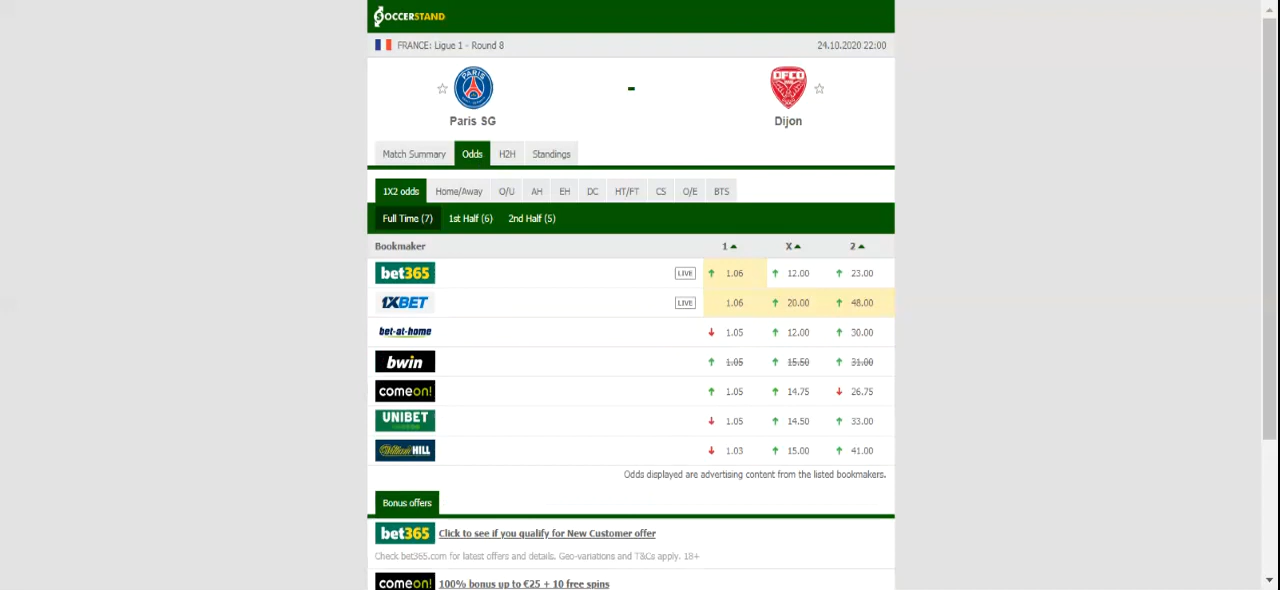 SOCCERSTAND
FRANCE: Ligue 1 - Round 8 24.10.2020 22:00
PARIS DFCO
-
Paris SG Dijon
Match Summary Odds H2H Standings
1X2 odds Home/Away O/U AH EH DC HT/FT CS O/E BTS
Full Time (7) 1st Half (6) 2nd Half (5)
Bookmaker 1 X 2
bet365 LIVE 1.06 12.00 23.00
1XBET LIVE 1.06 20.00 48.00
bet-at-home 1.05 12.00 30.00
bwin 1.05 15.50 31.00
comeon! 1.05 14.75 26.75
UNIBET 1.05 14.50 33.00
William HILL 1.03 15.00 41.00
Odds displayed are advertising content from the listed bookmakers.
Bonus offers
bet365 Click to see if you qualify for New Customer offer
Check bet365.com for latest offers and details. Geo-variations and T&Cs apply. 18+
comeon! 100% bonus up to €25 + 10 free spins